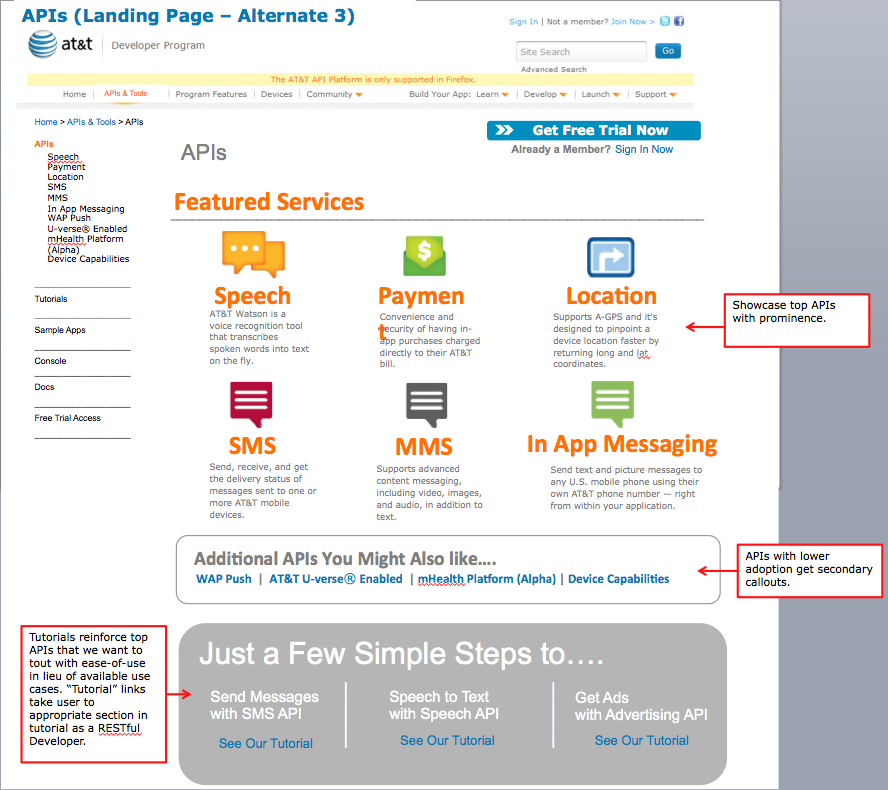 APIs (Landing Page – Alternate 3)
Sign In | Not a member? Join Now >
at&t | Developer Program
Site Search
Go
Advanced Search
The AT&T API Platform is only supported in Firefox.
Home | APIs & Tools | Program Features | Devices | Community
Build Your App: Learn | Develop | Launch | Support
Home > APIs & Tools > APIs
Get Free Trial Now
Already a Member? Sign In Now
APIs
Speech
Payment
Location
SMS
MMS
In App Messaging
WAP Push
U-verse® Enabled
mHealth Platform
(Alpha)
Device Capabilities
Tutorials
Sample Apps
Console
Docs
Free Trial Access
APIs
Featured Services
Speech
AT&T Watson is a
voice recognition tool
that transcribes
spoken words into text
on the fly.
Paymen
t
Convenience and
security of having in-
app purchases charged
directly to their AT&T
bill.
Location
Supports A-GPS and it's
designed to pinpoint a
device location faster by
returning long and lat
coordinates.
Showcase top APIs
with prominence.
SMS
Send, receive, and get
the delivery status of
messages sent to one or
more AT&T mobile
devices.
MMS
Supports advanced
content messaging,
including video, images,
and audio, in addition to
text.
In App Messaging
Send text and picture messages to
any U.S. mobile phone using their
own AT&T phone number — right
from within your application.
Additional APIs You Might Also like....
WAP Push | AT&T U-verse® Enabled | mHealth Platform (Alpha) | Device Capabilities
APIs with lower
adoption get secondary
callouts.
Tutorials reinforce top
APIs that we want to
tout with ease-of-use
in lieu of available use
cases. “Tutorial” links
take user to
appropriate section in
tutorial as a RESTful
Developer.
Just a Few Simple Steps to….
Send Messages
with SMS API
See Our Tutorial
Speech to Text
with Speech API
See Our Tutorial
Get Ads
with Advertising API
See Our Tutorial